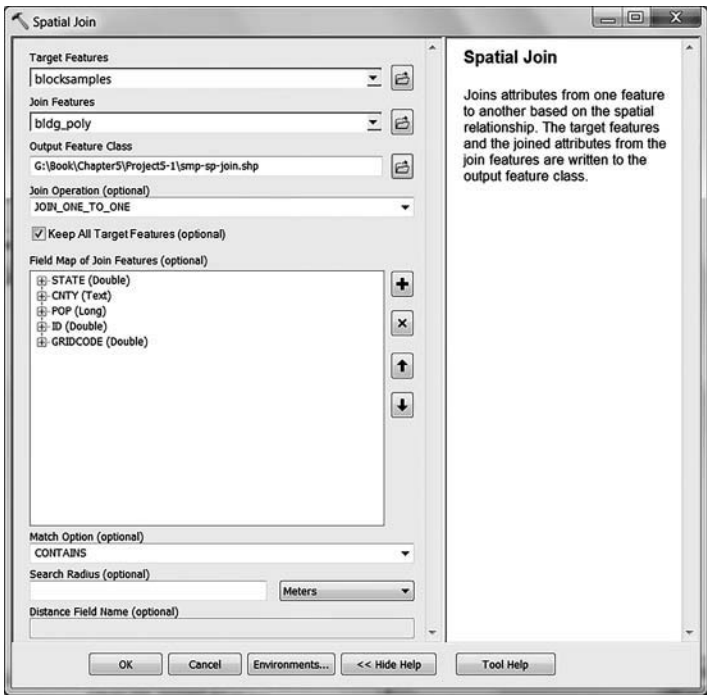 Spatial Join
Target Features
blocksamples
Join Features
bldg_poly
Output Feature Class
G:\Book\Chapter5\Project5-1\smp-sp-join.shp
Join Operation (optional)
JOIN_ONE_TO_ONE
Keep All Target Features (optional)
Field Map of Join Features (optional)
STATE (Double)
CNTY (Text)
POP (Long)
ID (Double)
GRIDCODE (Double)
Match Option (optional)
CONTAINS
Search Radius (optional)
Meters
Distance Field Name (optional)
OK
Cancel
Environments...
<< Hide Help
Spatial Join
Joins attributes from one feature
to another based on the spatial
relationship. The target features
and the joined attributes from the
join features are written to the
output feature class.
Tool Help